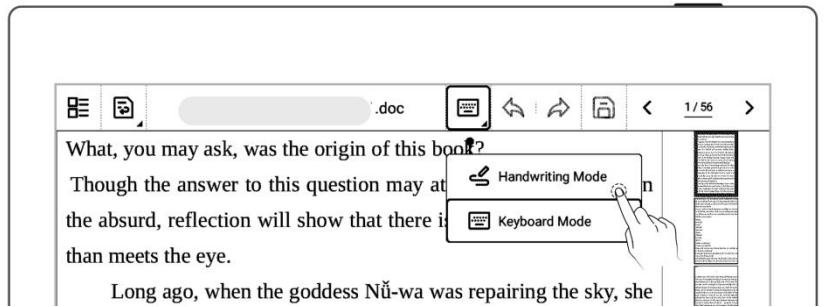 .doc
1 / 56
What, you may ask, was the origin of this book?
Handwriting Mode
Keyboard Mode
Though the answer to this question may at n
the absurd, reflection will show that there i
than meets the eye.
Long ago, when the goddess Nǚ-wa was repairing the sky, she